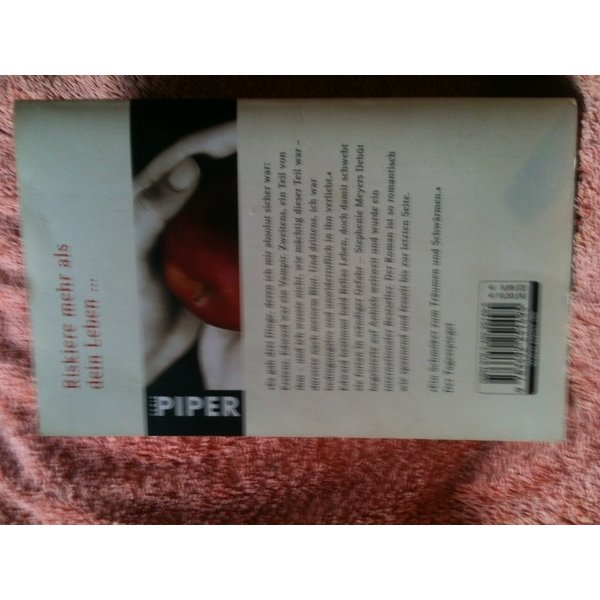 Riskiere mehr als
dein Leben ...
PIPER
»Es gab drei Dinge, deren ich mir absolut sicher war:
Erstens, Edward war ein Vampir. Zweitens, ein Teil von
ihm – und ich wusste nicht, wie mächtig dieser Teil war –
dürstete nach meinem Blut. Und drittens, ich war
bedingungslos und unwiderruflich in ihn verliebt.«
Edward bestimmt bald Bellas Leben, doch damit schwebt
sie fortan in ständiger Gefahr – Stephenie Meyers Debüt
begeisterte auf Anhieb weltweit und wurde ein
internationaler Bestseller. Der Roman ist so romantisch
wie spannend und fesselt bis zur letzten Seite.
»Ein Schmöker zum Träumen und Schwärmen.«
Der Tagesspiegel